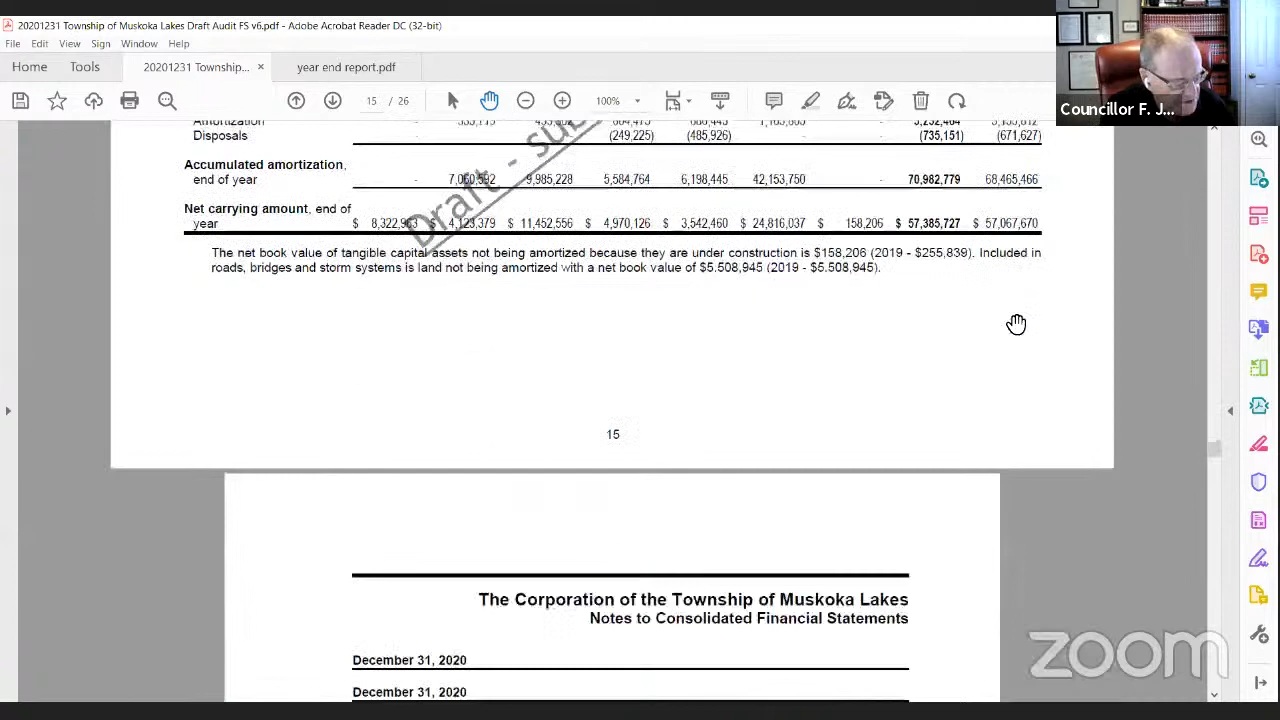 20201231 Township of Muskoka Lakes Draft Audit FS v6.pdf - Adobe Acrobat Reader (32-bit)
File Edit View Sign Window Help
Home Tools 20201231 Township... × year end report.pdf
15 / 26 100%
Councillor F. J...
Amortization
Disposals (249,225) (485,926) - - (735,151) (671,627)
Accumulated amortization,
end of year - 9,985,228 5,584,764 6,198,445 42,153,750 - 70,982,779 68,465,466
Net carrying amount, end of
year $ $ $ 4,970,126 $ 3,542,460 $ 24,816,037 158,206 $ 57,385,727 $ 57,067,670
Draft -
The net book value of tangible capital assets not being amortized because they are under construction is $158,206 (2019 - $255,839). Included in
roads, bridges and storm systems is land not being amortized with a net book value of $5,508,945 (2019 - $5,508,945).
15
The Corporation of the Township of Muskoka Lakes
Notes to Consolidated Financial Statements
December 31, 2020
December 31, 2020
zoom